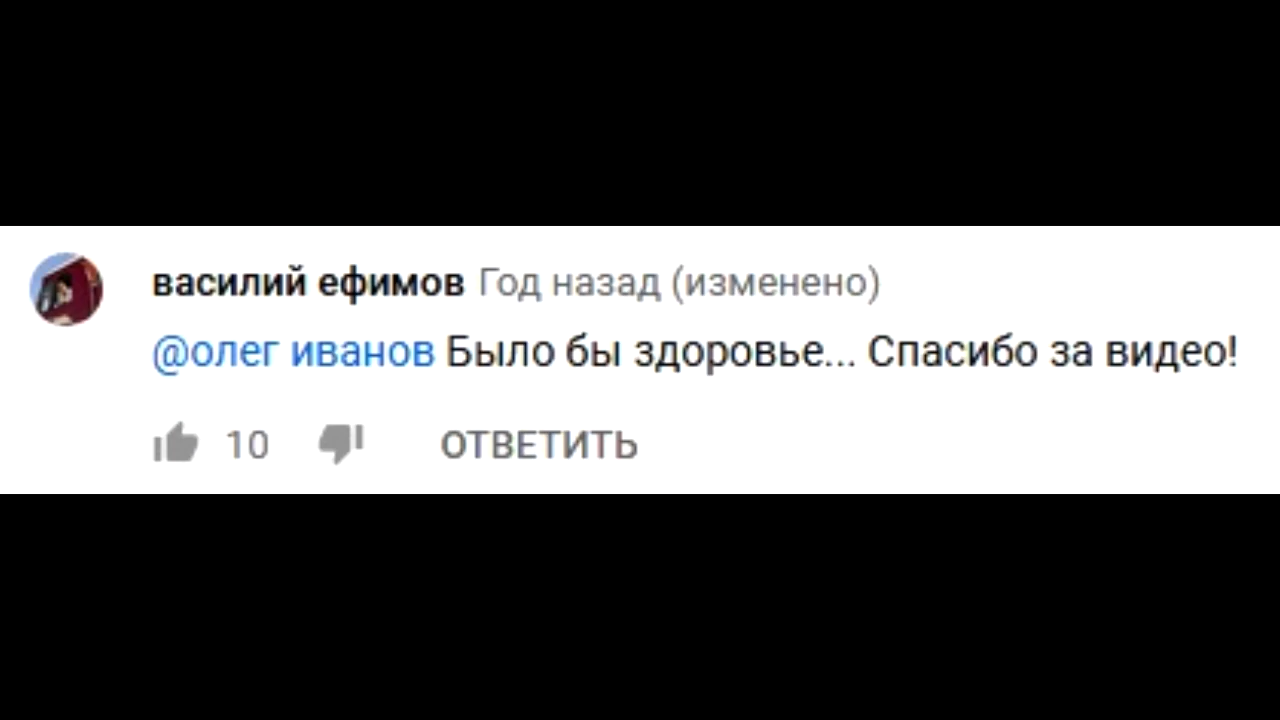 василий ефимов Год назад (изменено)
@олег иванов Было бы здоровье... Спасибо за видео!
10 ОТВЕТИТЬ